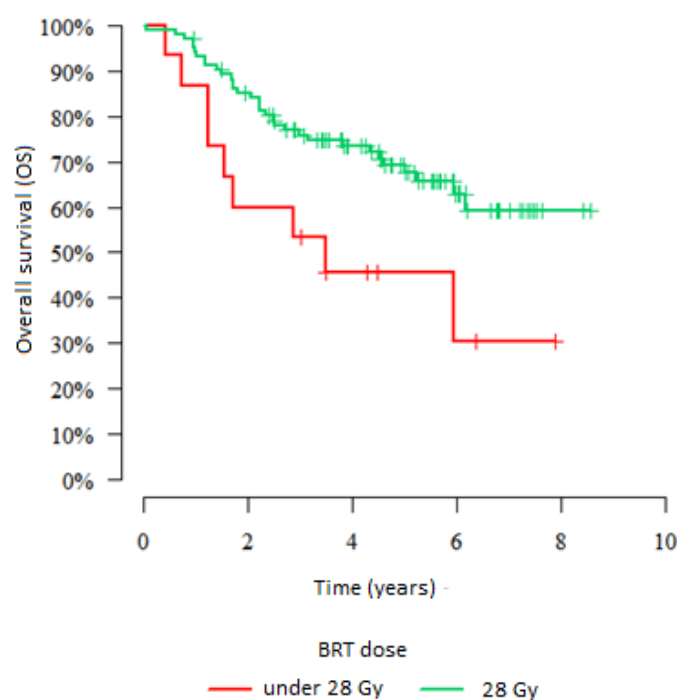 100%
90%
80%
70%
60%
50%
40%
30%
20%
10%
0%
Overall survival (OS)
0 2 4 6 8 10
Time (years) -
BRT dose
under 28 Gy 28 Gy